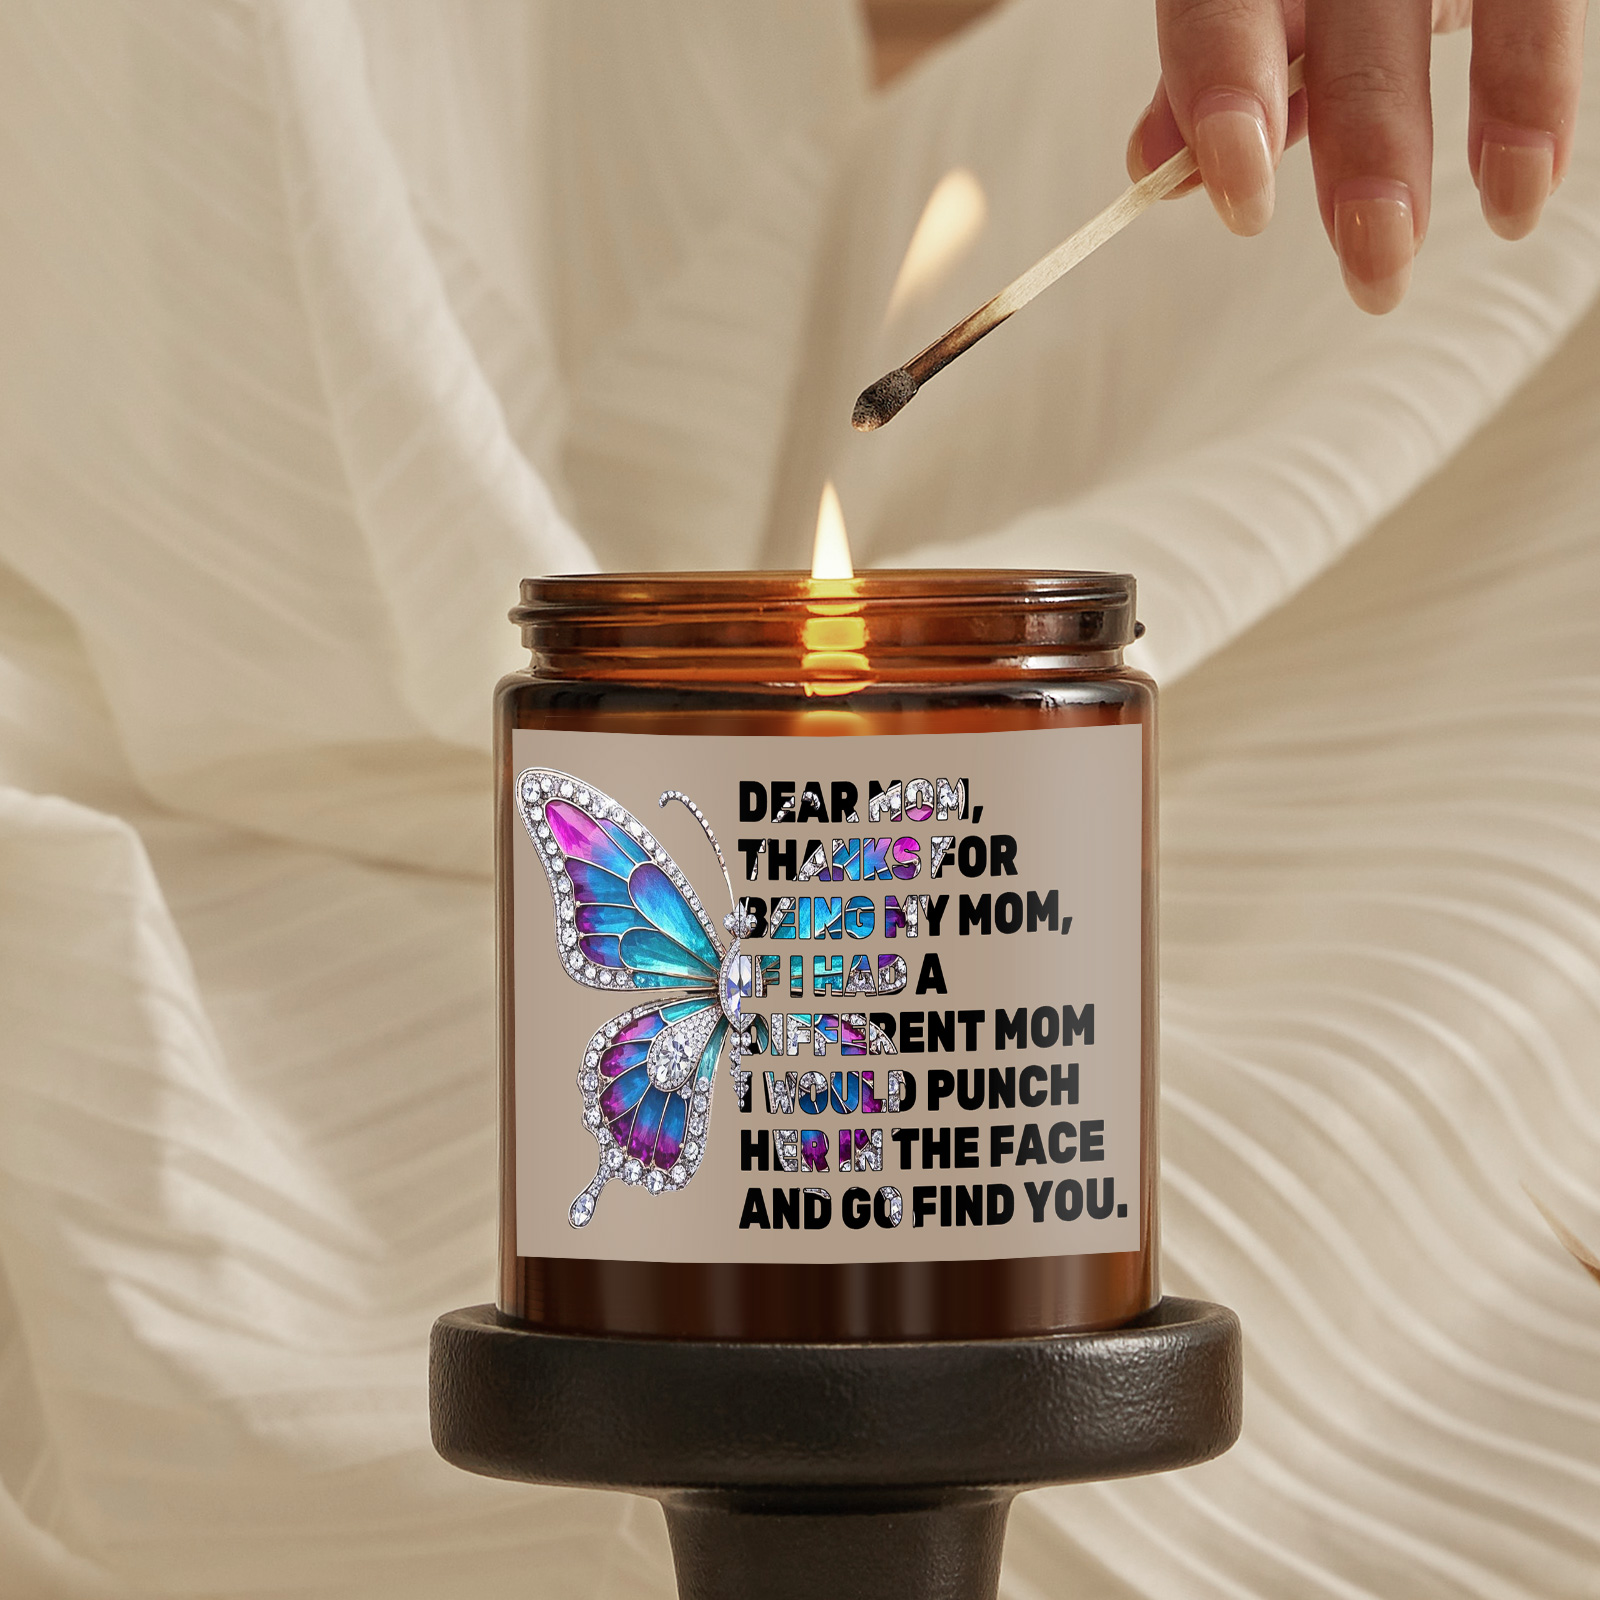 DEAR MOM,
THANKS FOR
BEING MY MOM,
IF I HAD A
DIFFERENT MOM
I WOULD PUNCH
HER IN THE FACE
AND GO FIND YOU.